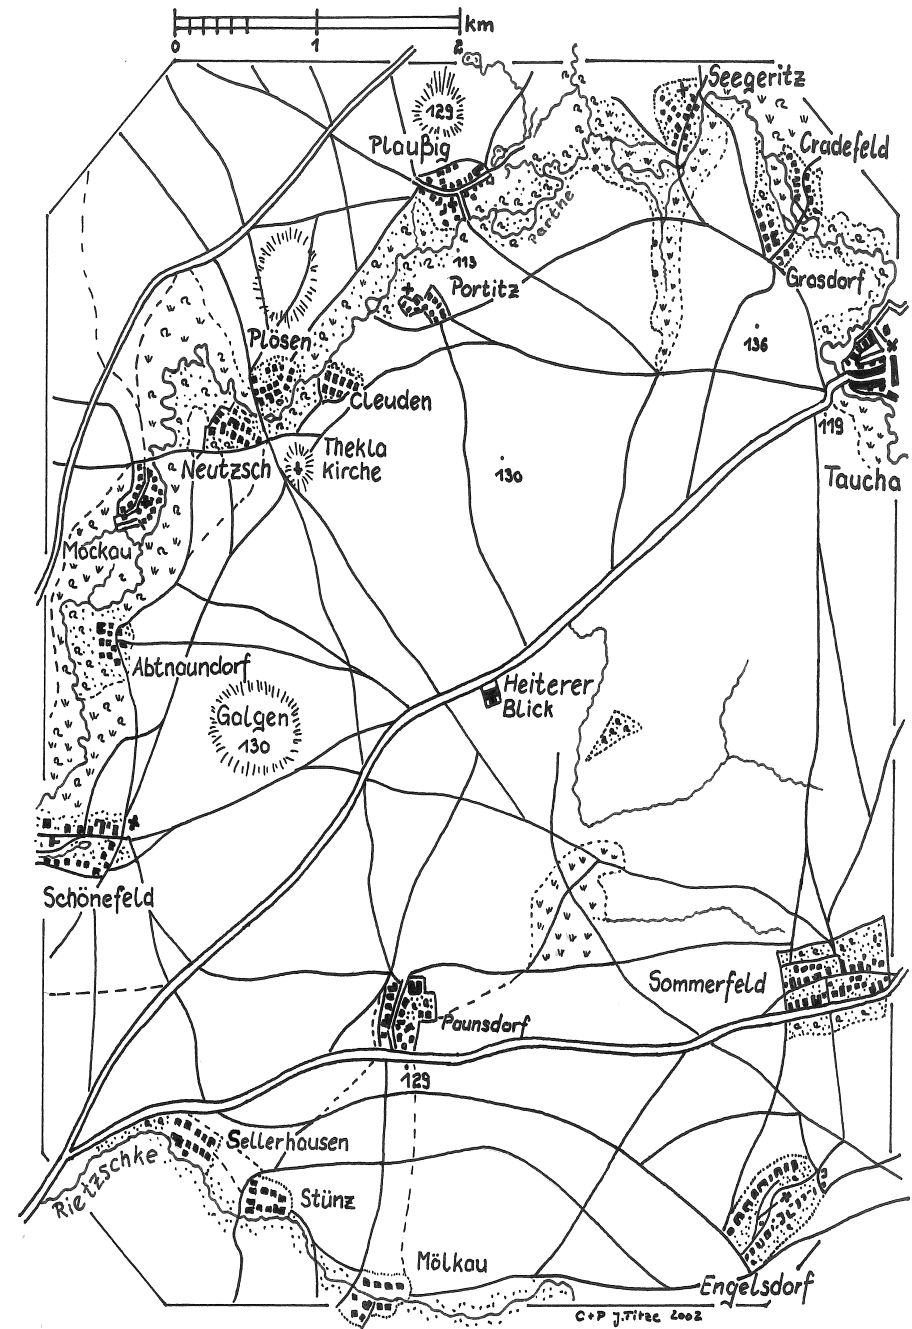 km
0 1 2
Seegeritz
129
Plaußig
Cradefeld
Parthe
113
Grasdorf
Portitz
136
Plösen
Cleuden
119
Neutzsch
Thekla
Kirche
130
Taucha
Mockau
Abtnaundorf
Heiterer
Blick
Galgen
130
Schönefeld
Sommerfeld
Paunsdorf
129
Sellerhausen
Rietzschke
Stünz
Mölkau
Engelsdorf
C+P J.Titze 2002